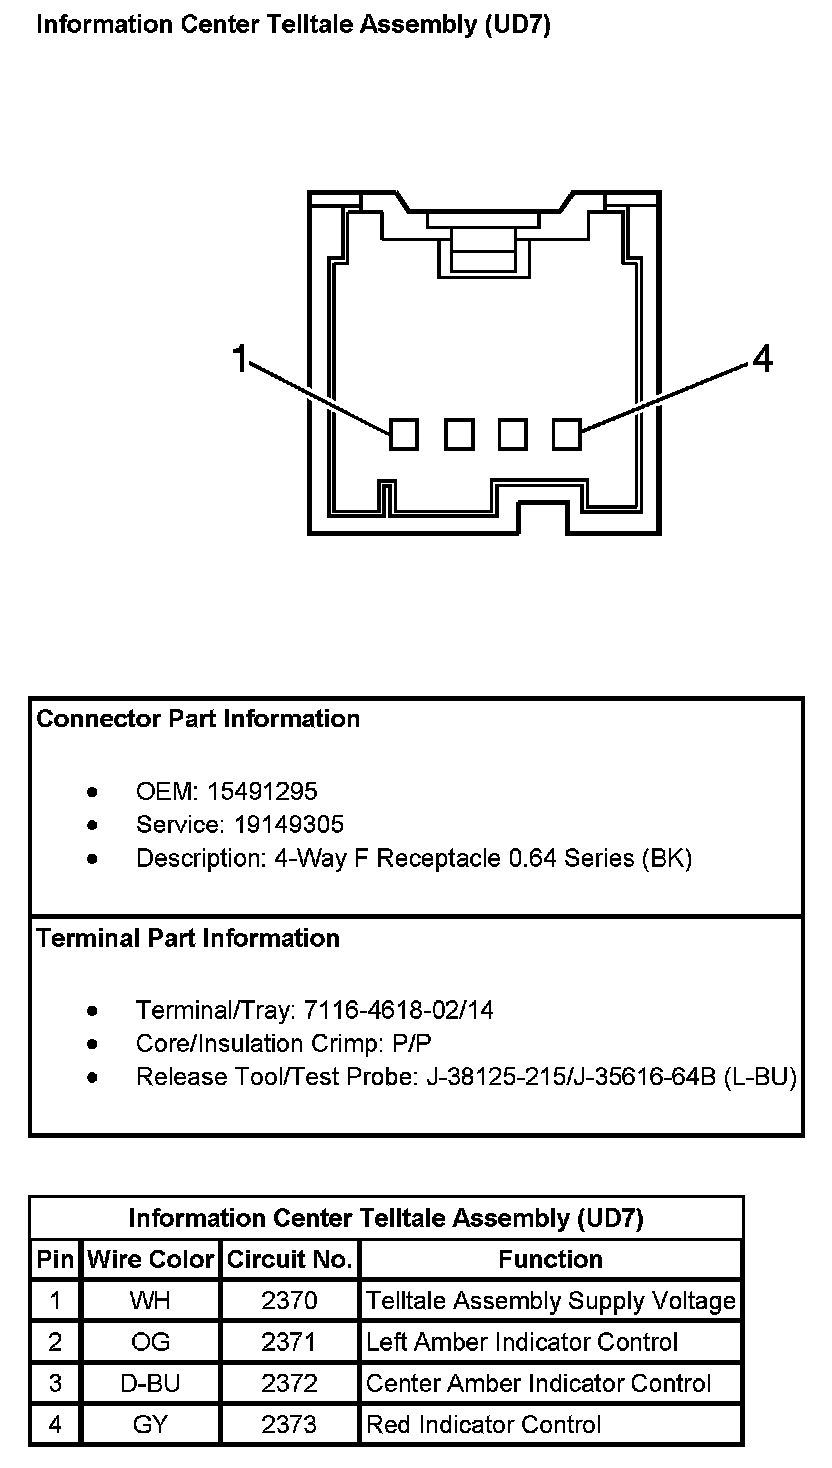 Information Center Telltale Assembly (UD7)
1
4
Connector Part Information
• OEM: 15491295
• Service: 19149305
• Description: 4-Way F Receptacle 0.64 Series (BK)
Terminal Part Information
• Terminal/Tray: 7116-4618-02/14
• Core/Insulation Crimp: P/P
• Release Tool/Test Probe: J-38125-215/J-35616-64B (L-BU)
Information Center Telltale Assembly (UD7)
Pin Wire Color Circuit No. Function
1 WH 2370 Telltale Assembly Supply Voltage
2 OG 2371 Left Amber Indicator Control
3 D-BU 2372 Center Amber Indicator Control
4 GY 2373 Red Indicator Control